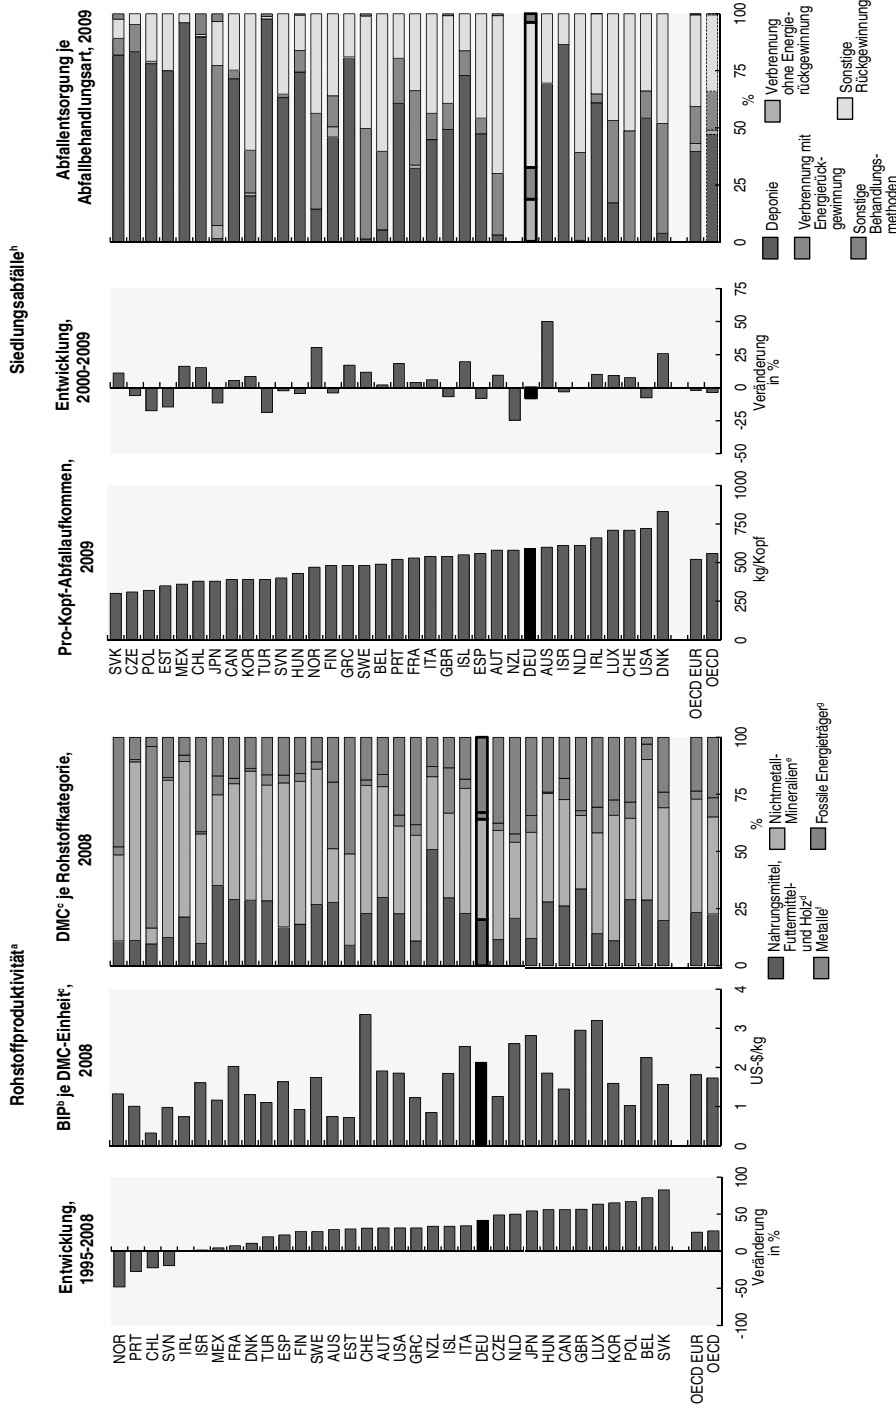 Rohstoffproduktivitätᵃ
Entwicklung,
1995-2008
BIPᵇ je DMC-Einheitᶜ,
2008
DMCᶜ je Rohstoffkategorie,
2008
NOR
PRT
CHL
SVN
IRL
ISR
MEX
FRA
DNK
TUR
ESP
FIN
SWE
AUS
EST
CHE
AUT
USA
GRC
NZL
ISL
ITA
DEU
CZE
NLD
JPN
HUN
CAN
GBR
LUX
KOR
POL
BEL
SVK
OECD EUR
OECD
-100 -50 0 50 100
Veränderung
in %
0 1 2 3 4
US-$/kg
0 25 50 75 100
%
Nahrungsmittel,
Futtermittel-
und Holzᵈ
Nichtmetall-
Mineralienᵉ
Metalleᶠ
Fossile Energieträgerᵍ
Siedlungsabfälleʰ
Pro-Kopf-Abfallaufkommen,
2009
Entwicklung,
2000-2009
Abfallentsorgung je
Abfallbehandlungsart, 2009
SVK
CZE
POL
EST
MEX
CHL
JPN
CAN
KOR
TUR
SVN
HUN
NOR
FIN
GRC
SWE
BEL
PRT
FRA
ITA
GBR
ISL
ESP
AUT
NZL
DEU
AUS
ISR
NLD
IRL
LUX
CHE
USA
DNK
OECD EUR
OECD
0 250 500 750 1000
kg/Kopf
-50 -25 0 25 50 75
Veränderung
in %
0 25 50 75 100
%
Deponie
Verbrennung
ohne Energie-
rückgewinnung
Verbrennung mit
Energierück-
gewinnung
Sonstige
Rückgewinnung
Sonstige
Behandlungs-
methoden